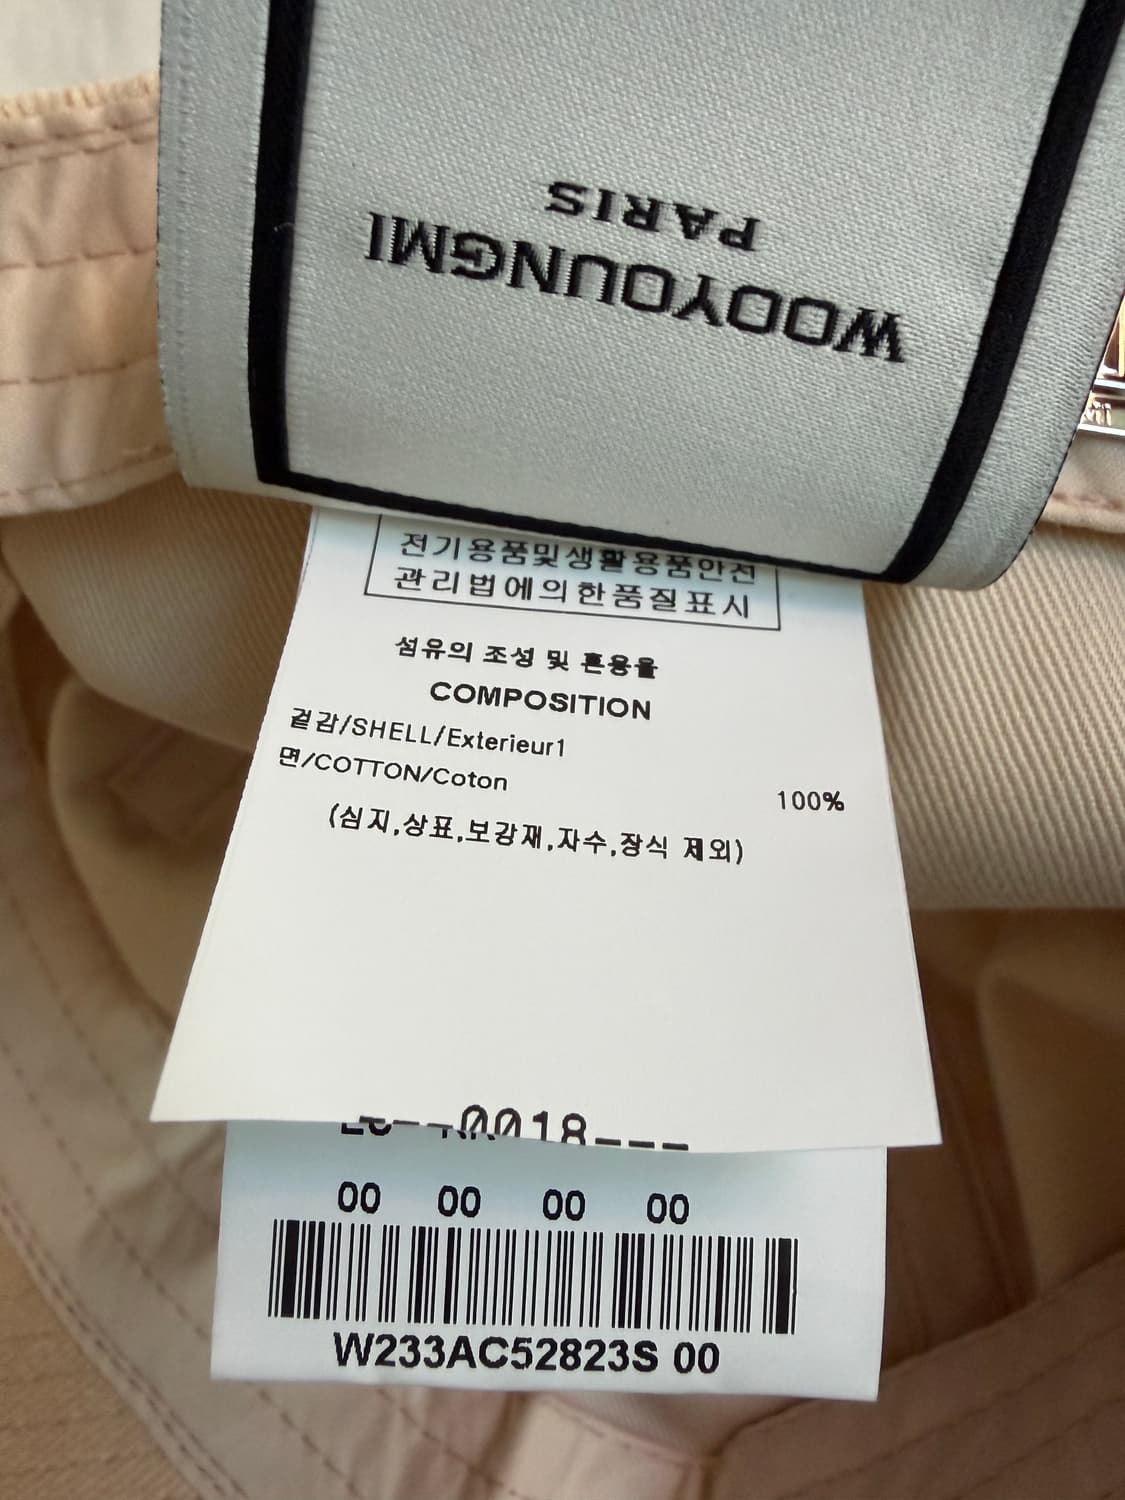 WOOYOUNGMI
PARIS
전기용품및생활용품안전
관리법에의한품질표시
섬유의 조성 및 혼용율
COMPOSITION
겉감/SHELL/Exterieur1
면/COTTON/Coton 100%
(심지,상표,보강재,자수,장식 제외)
0018---
00 00 00 00
W233AC52823S 00